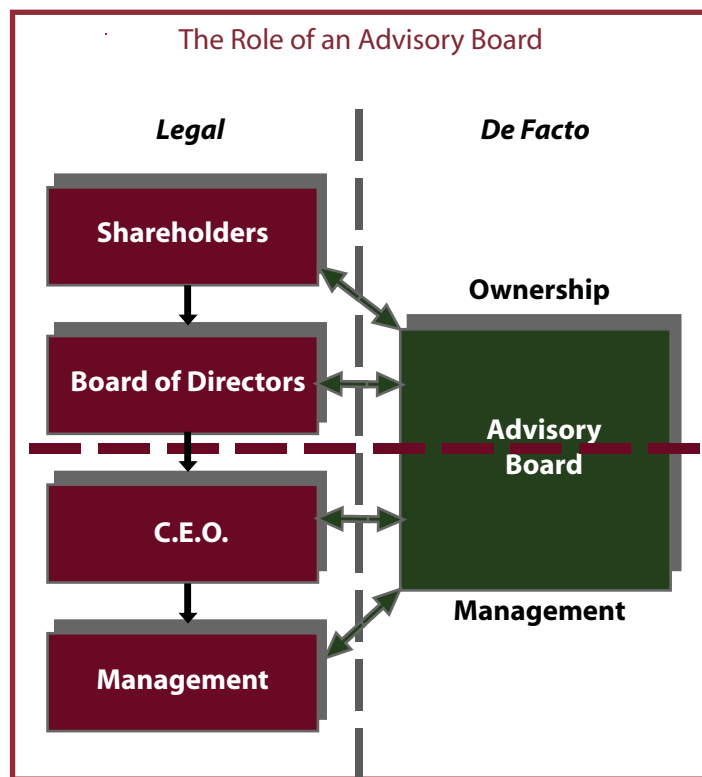 The Role of an Advisory Board
Legal
De Facto
Shareholders
Ownership
Board of Directors
Advisory
Board
C.E.O.
Management
Management